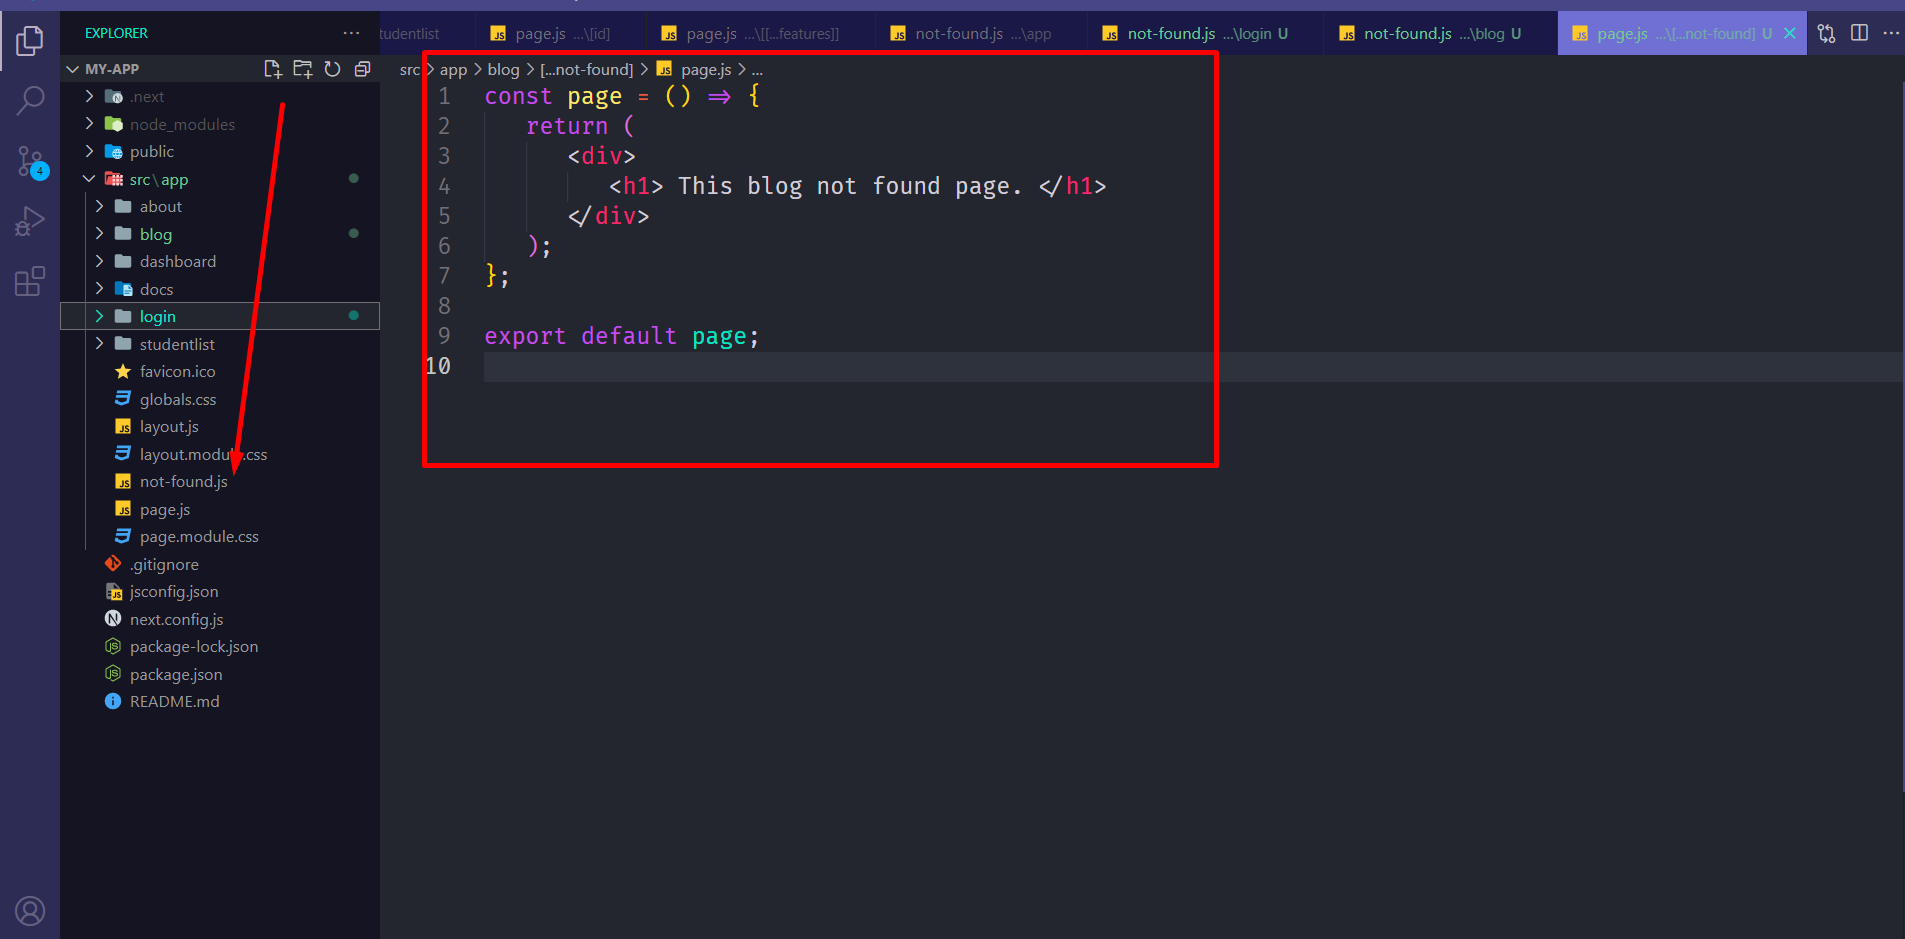 EXPLORER
studentlist
page.js ...\[id]
page.js ...\[[...features]]
not-found.js ...\app
not-found.js ...\login U
not-found.js ...\blog U
page.js ...\[...not-found] U
MY-APP
src > app > blog > [...not-found] > JS page.js > ...
.next
node_modules
public
src\app
about
blog
dashboard
docs
login
studentlist
favicon.ico
globals.css
layout.js
layout.module.css
not-found.js
page.js
page.module.css
.gitignore
jsconfig.json
next.config.js
package-lock.json
package.json
README.md
4
1 const page = () => {
2 return (
3 <div>
4 <h1> This blog not found page. </h1>
5 </div>
6 );
7 };
8
9 export default page;
10